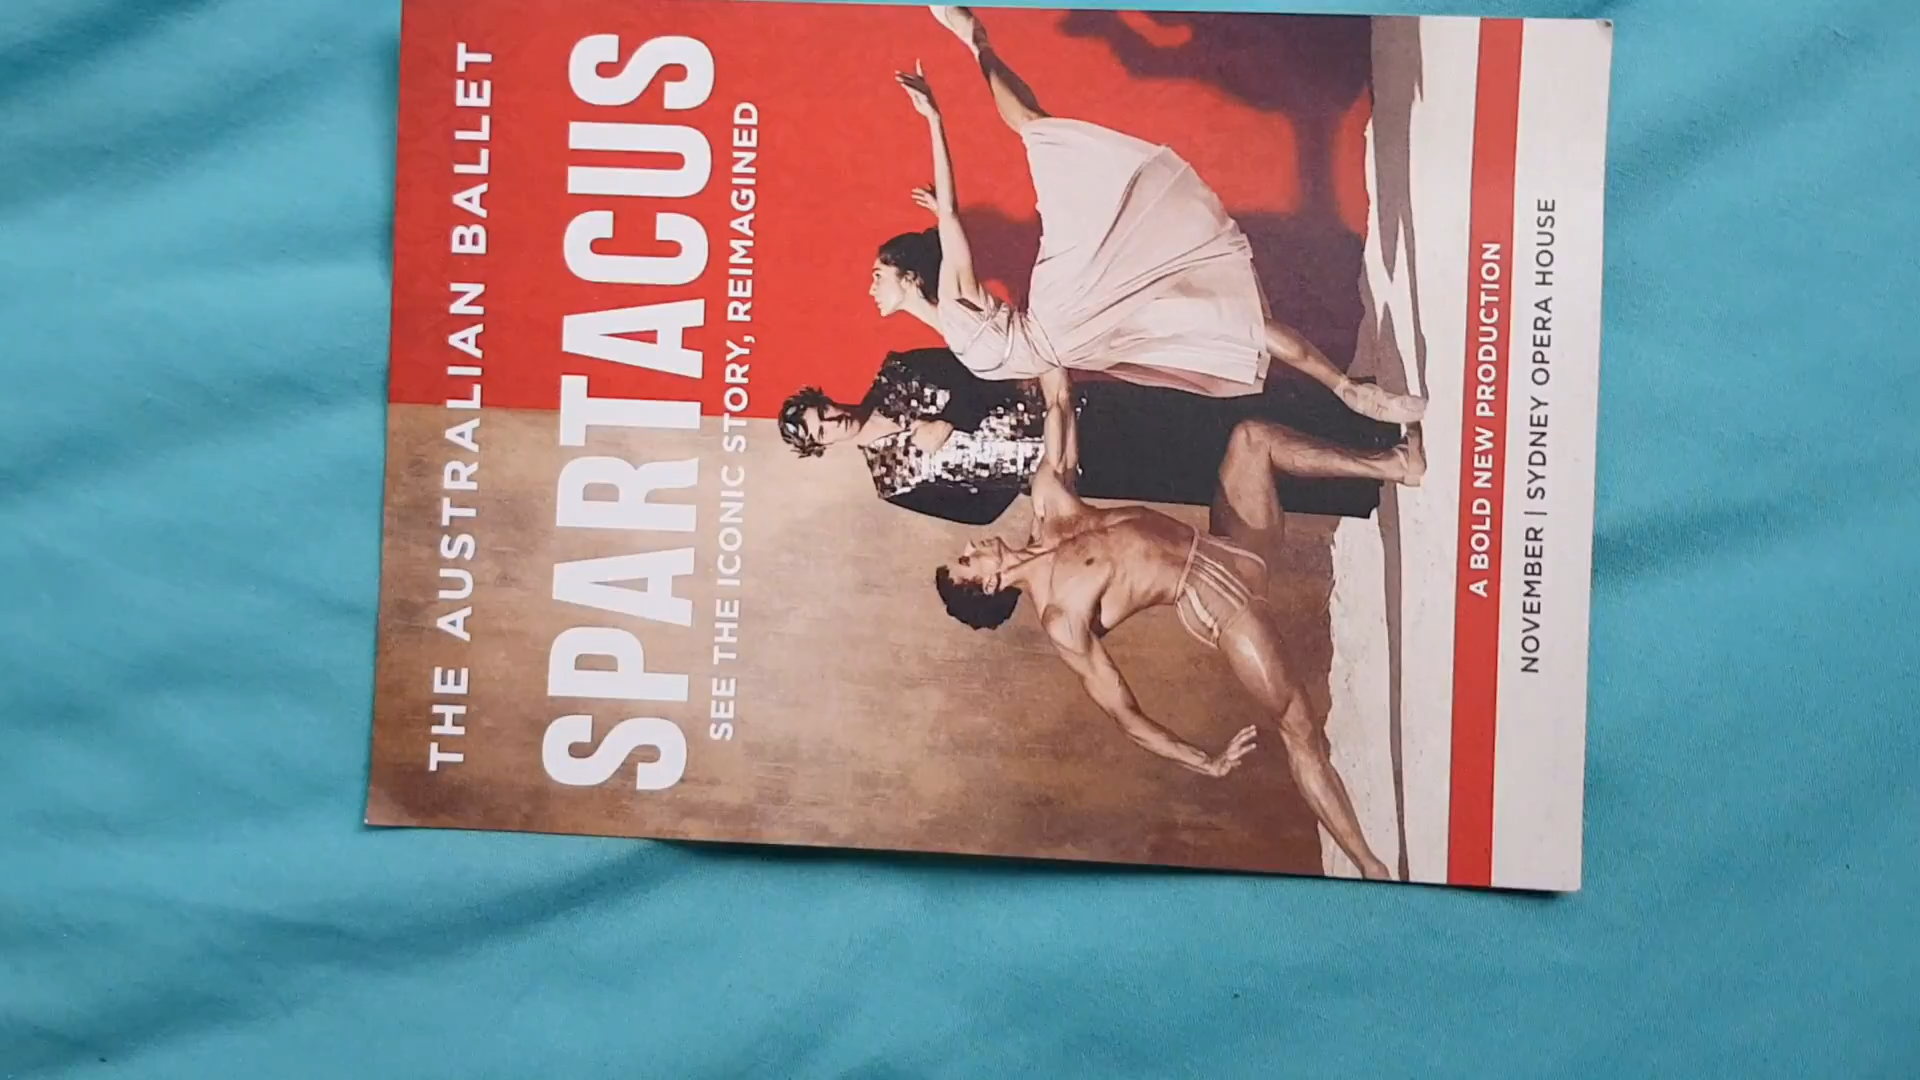 THE AUSTRALIAN BALLET
SPARTACUS
SEE THE ICONIC STORY, REIMAGINED
A BOLD NEW PRODUCTION
NOVEMBER | SYDNEY OPERA HOUSE